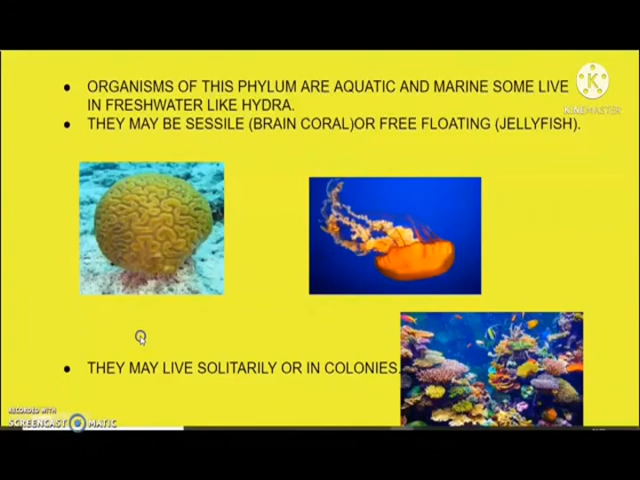 ● ORGANISMS OF THIS PHYLUM ARE AQUATIC AND MARINE SOME LIVE
IN FRESHWATER LIKE HYDRA.
● THEY MAY BE SESSILE (BRAIN CORAL)OR FREE FLOATING (JELLYFISH).
K
KINEMASTER
● THEY MAY LIVE SOLITARILY OR IN COLONIES.
RECORDED WITH
SCREENCAST MATIC